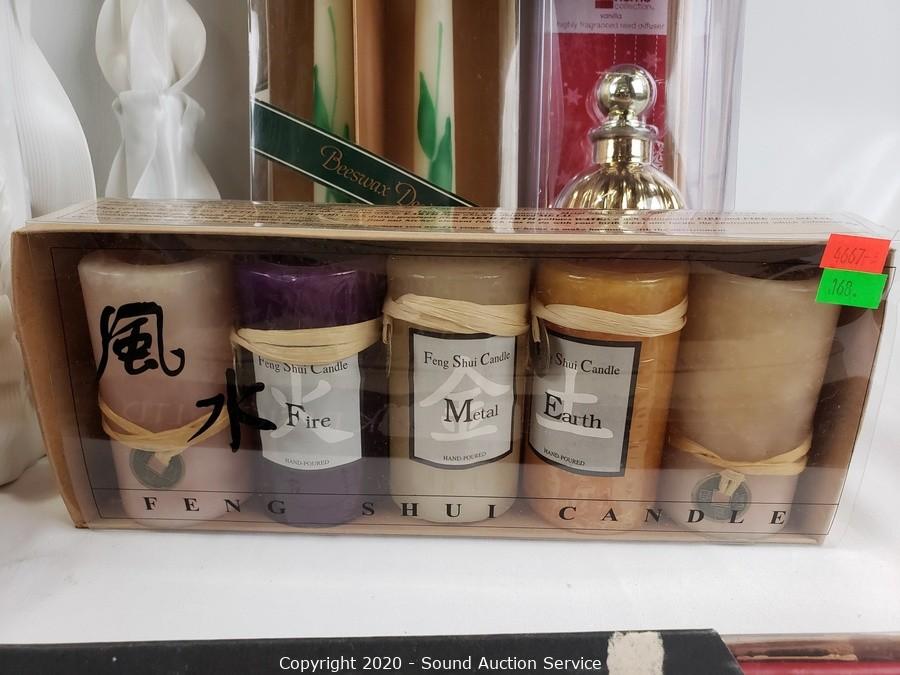 home
collection.
vanilla
highly fragranced reed diffuser
Beeswax
4667-
168.
風水
Feng Shui Candle
火
Fire
HAND-POURED
Feng Shui Candle
金
Metal
HAND-POURED
Shui Candle
土
Earth
HAND-POURED
FENG SHUI CANDLE
Copyright 2020 - Sound Auction Service